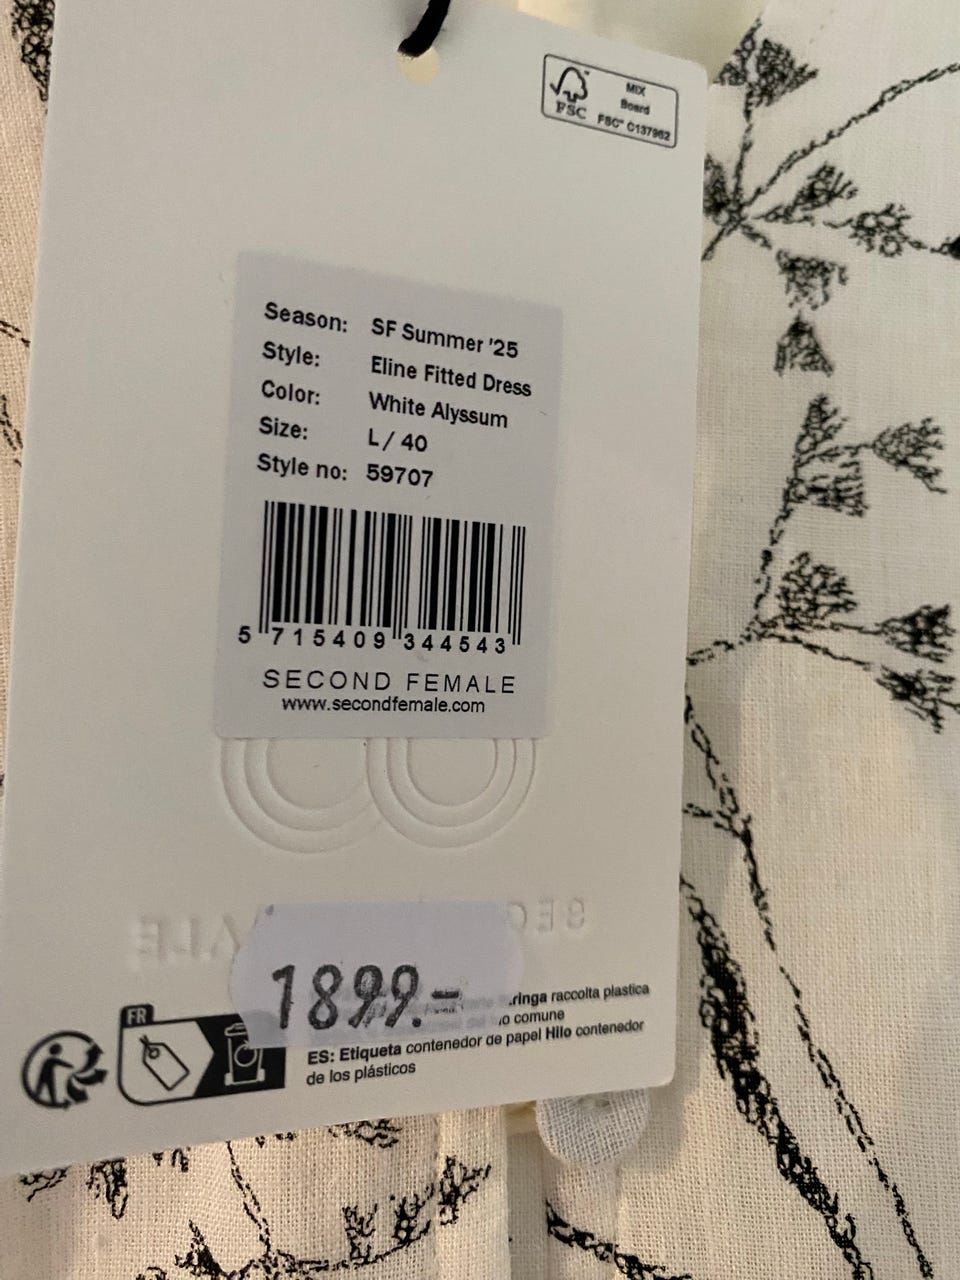 FSC
MIX
Board
FSC® C137962
Season: SF Summer '25
Style: Eline Fitted Dress
Color: White Alyssum
Size: L / 40
Style no: 59707
5 715409 344543
SECOND FEMALE
www.secondfemale.com
1899.-
FR
raccolta plastica
comune
ES: Etiqueta contenedor de papel Hilo contenedor
de los plásticos